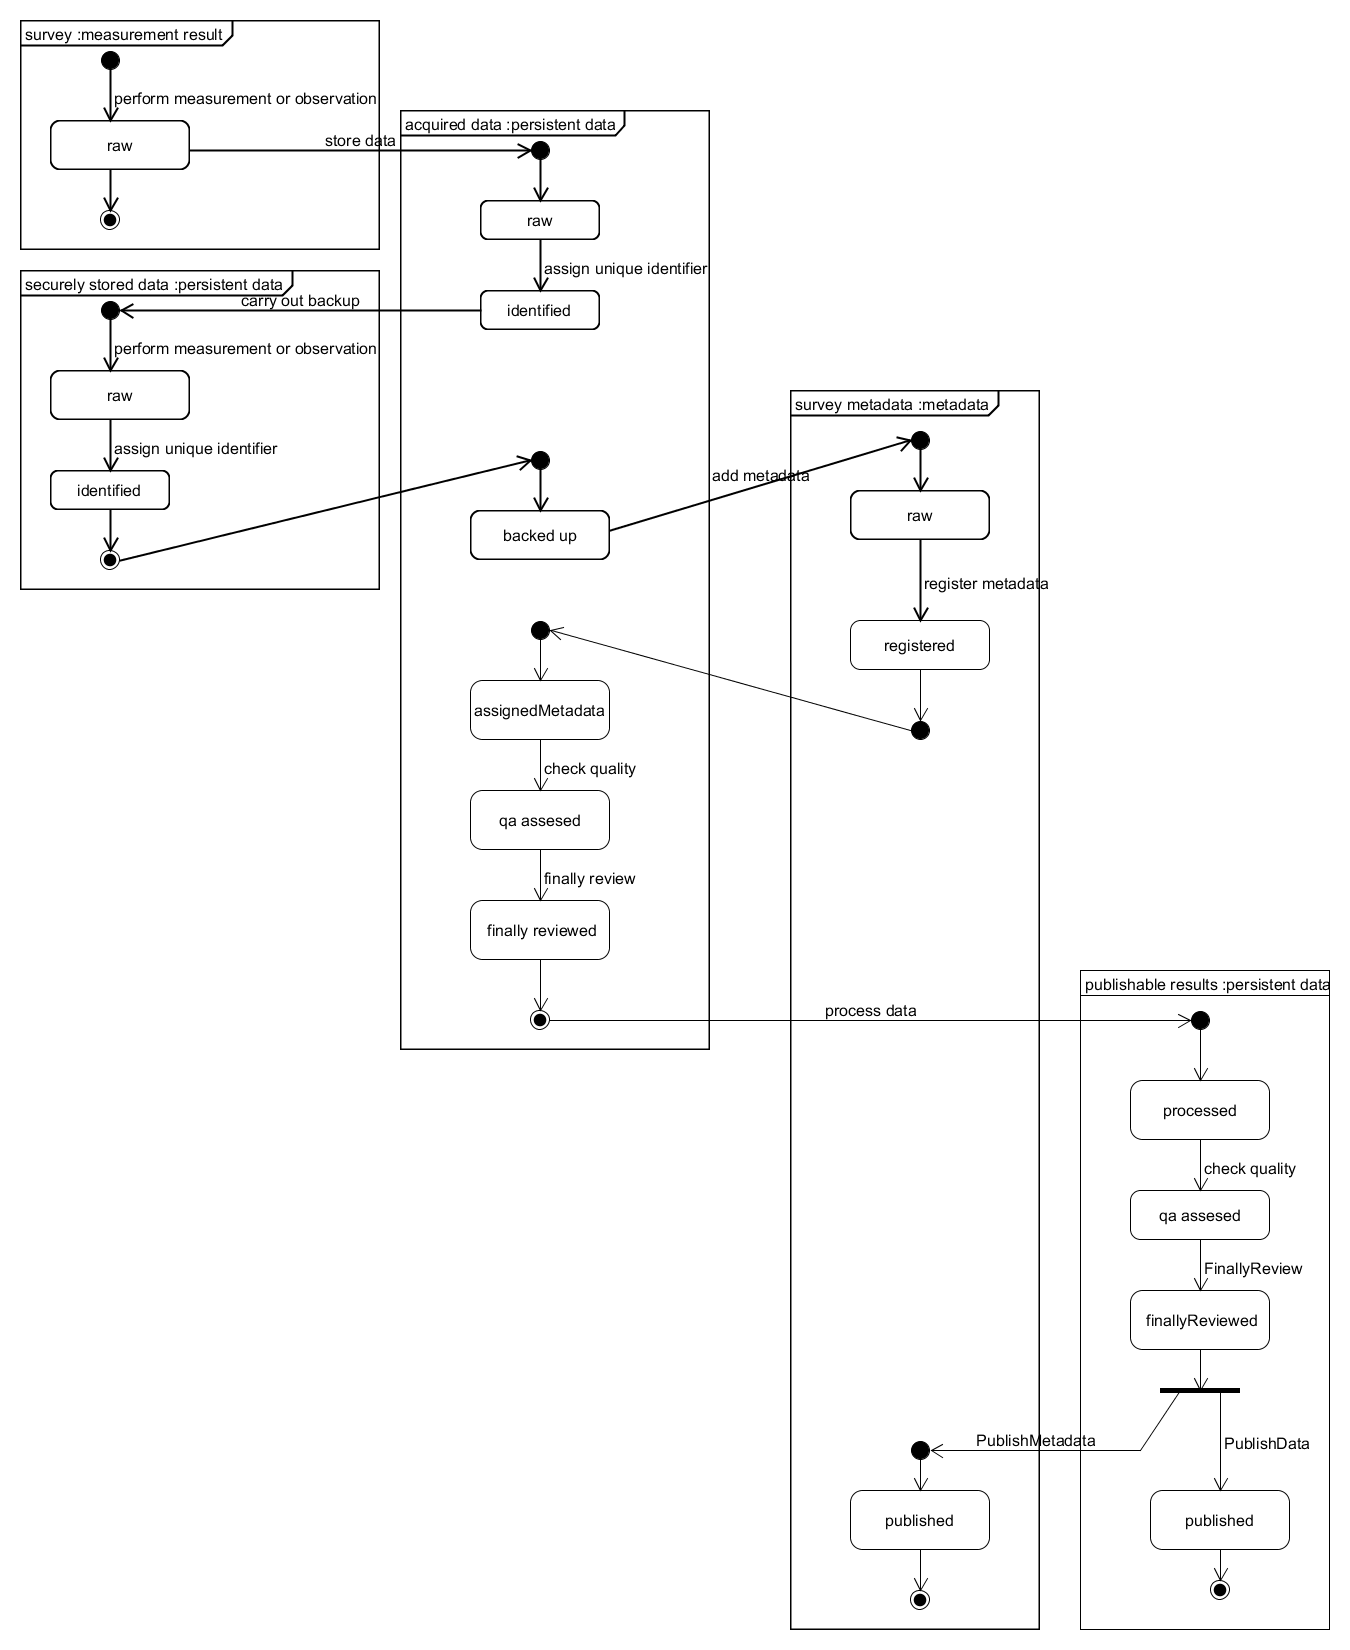 survey :measurement result
perform measurement or observation
raw
store data
acquired data :persistent data
raw
assign unique identifier
identified
securely stored data :persistent data
carry out backup
perform measurement or observation
raw
assign unique identifier
identified
backed up
add metadata
survey metadata :metadata
raw
register metadata
registered
assignedMetadata
check quality
qa assesed
finally review
finally reviewed
process data
publishable results :persistent data
processed
check quality
qa assesed
FinallyReview
finallyReviewed
PublishMetadata
PublishData
published
published